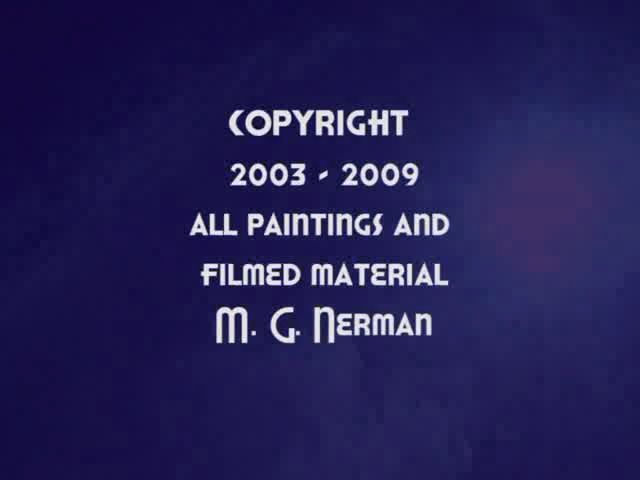 COPYRIGHT
2003 - 2009
ALL PAINTINGS AND
FILMED MATERIAL
M. G. NERMAN